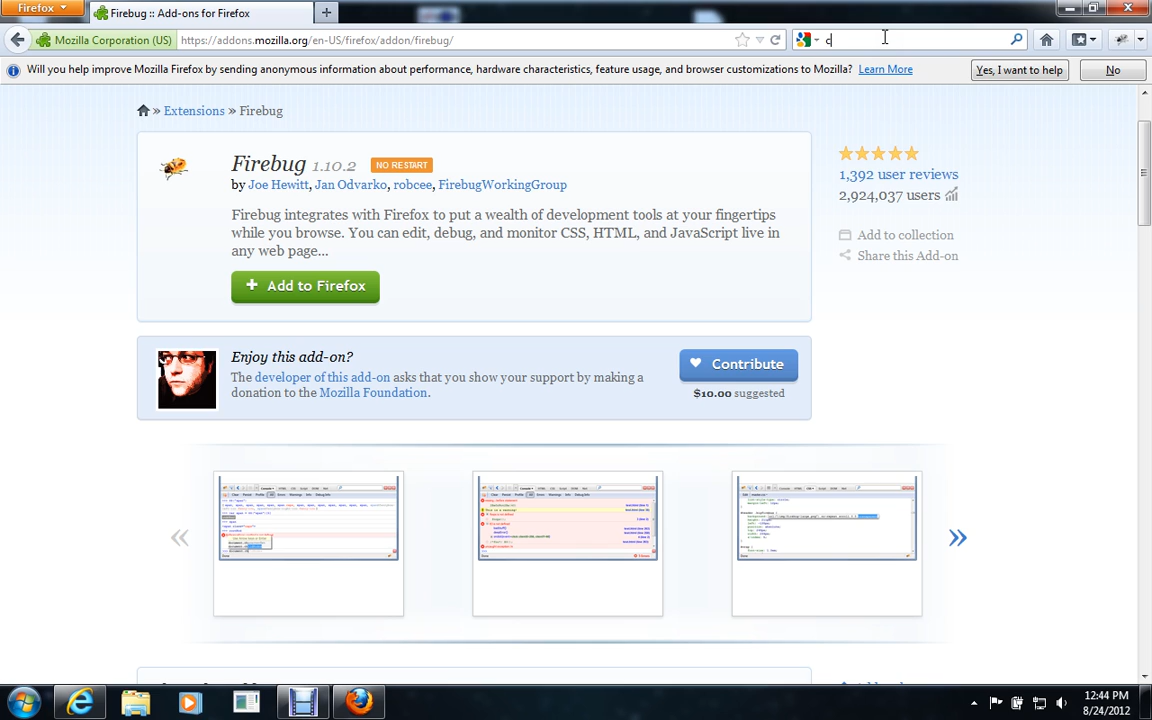 Firefox
Firebug :: Add-ons for Firefox
Mozilla Corporation (US)
https://addons.mozilla.org/en-US/firefox/addon/firebug/
c
Will you help improve Mozilla Firefox by sending anonymous information about performance, hardware characteristics, feature usage, and browser customizations to Mozilla? Learn More
Yes, I want to help
No
» Extensions » Firebug
Firebug 1.10.2 NO RESTART
by Joe Hewitt, Jan Odvarko, robcee, FirebugWorkingGroup
Firebug integrates with Firefox to put a wealth of development tools at your fingertips
while you browse. You can edit, debug, and monitor CSS, HTML, and JavaScript live in
any web page...
+ Add to Firefox
1,392 user reviews
2,924,037 users
Add to collection
Share this Add-on
Enjoy this add-on?
The developer of this add-on asks that you show your support by making a
donation to the Mozilla Foundation.
Contribute
$10.00 suggested
«
»
12:44 PM
8/24/2012